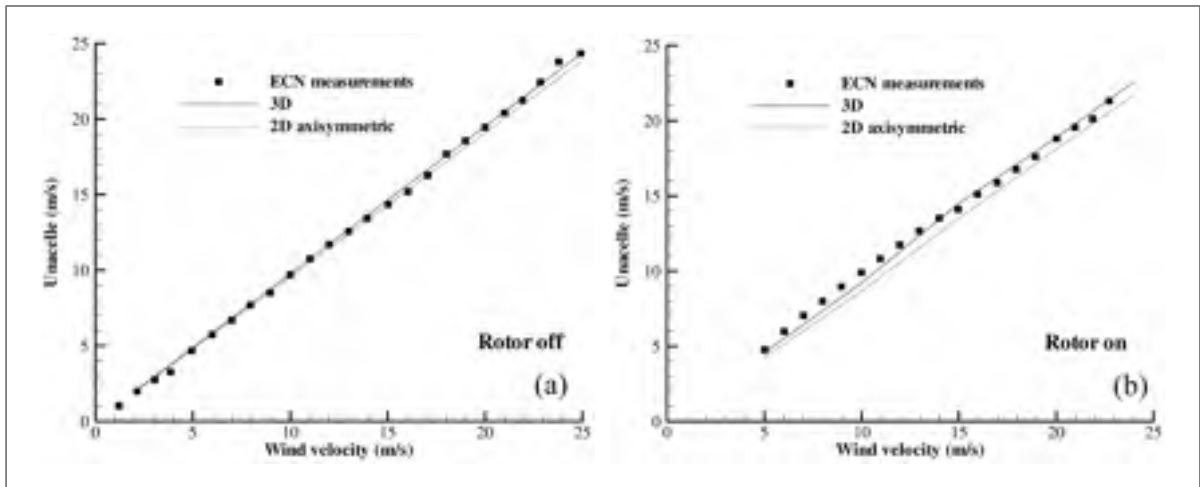 25
20
15
10
5
0
Unacelle (m/s)
ECN measurements
3D
2D axisymmetric
Rotor off
(a)
0 5 10 15 20 25
Wind velocity (m/s)
25
20
15
10
5
0
Unacelle (m/s)
ECN measurements
3D
2D axisymmetric
Rotor on
(b)
0 5 10 15 20 25
Wind velocity (m/s)